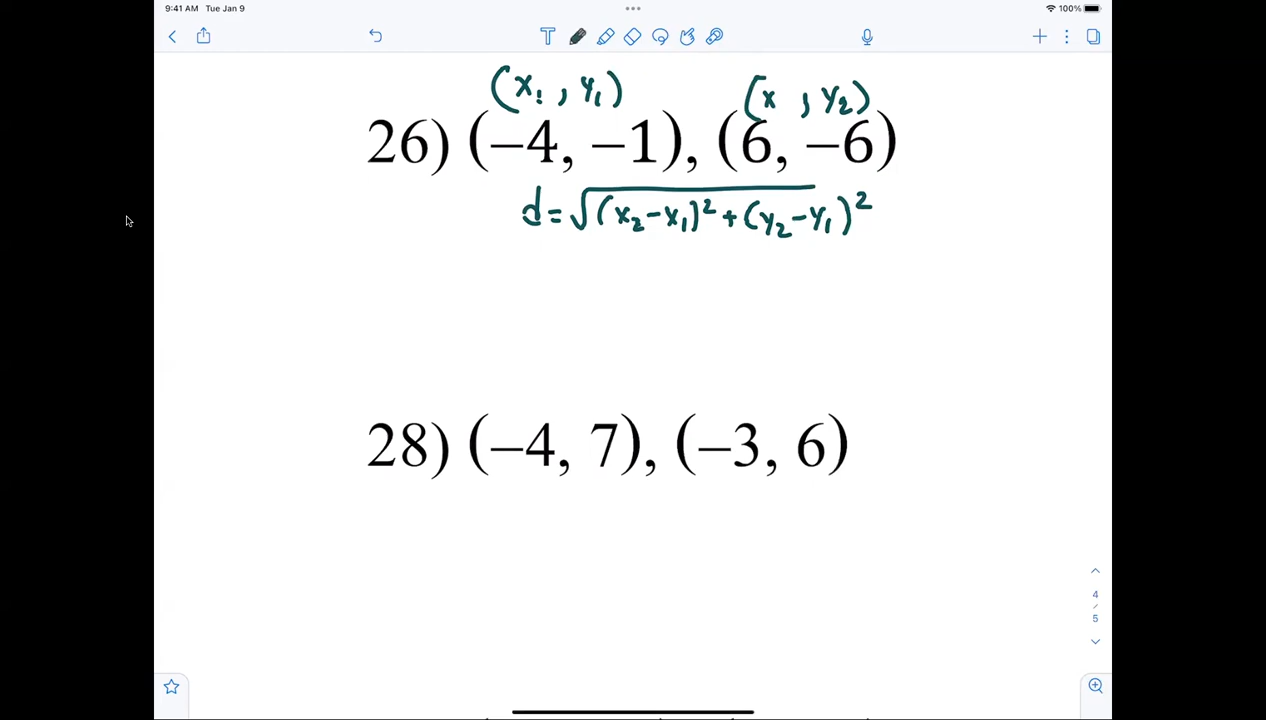 9:41 AM Tue Jan 9
100%
(x₁, y₁) (x , y₂)
26) (−4, −1), (6, −6)
d=√(x₂−x₁)²+(y₂−y₁)²
28) (−4, 7), (−3, 6)
4
/
5